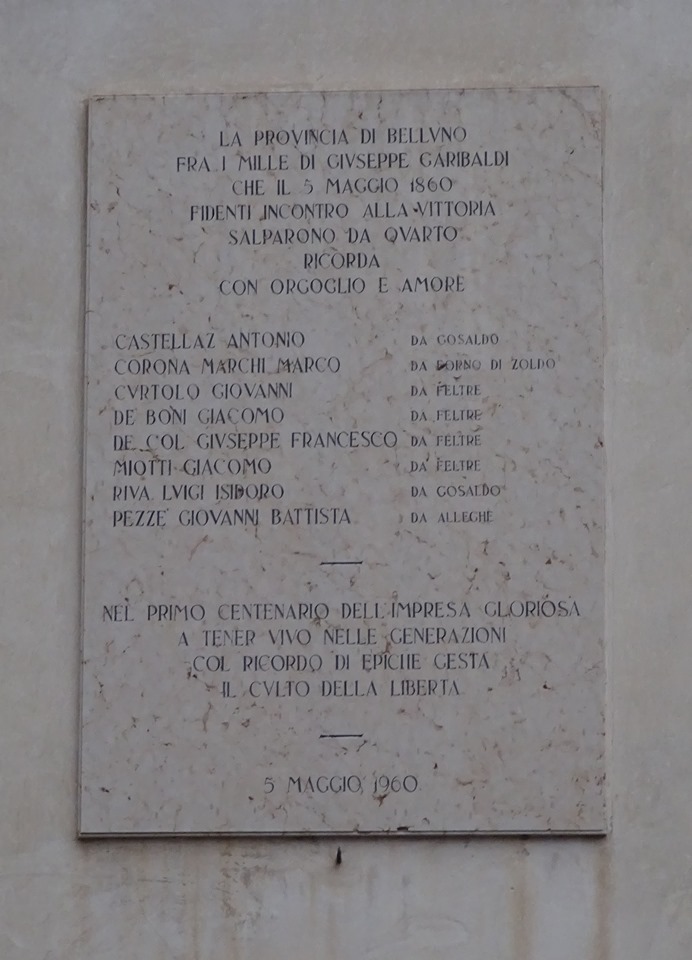 LA PROVINCIA DI BELLVNO
FRA I MILLE DI GIVSEPPE GARIBALDI
CHE IL 5 MAGGIO 1860
FIDENTI INCONTRO ALLA VITTORIA
SALPARONO DA QVARTO
RICORDA
CON ORGOGLIO E AMORE
CASTELLAZ ANTONIO DA GOSALDO
CORONA MARCHI MARCO DA FORNO DI ZOLDO
CVRTOLO GIOVANNI DA FELTRE
DE BONI GIACOMO DA FELTRE
DE COL GIVSEPPE FRANCESCO DA FELTRE
MIOTTI GIACOMO DA FELTRE
RIVA LVIGI ISIDORO DA GOSALDO
PEZZE' GIOVANNI BATTISTA DA ALLEGHE
NEL PRIMO CENTENARIO DELL'IMPRESA GLORIOSA
A TENER VIVO NELLE GENERAZIONI
COL RICORDO DI EPICHE GESTA
IL CVLTO DELLA LIBERTA
5 MAGGIO 1960